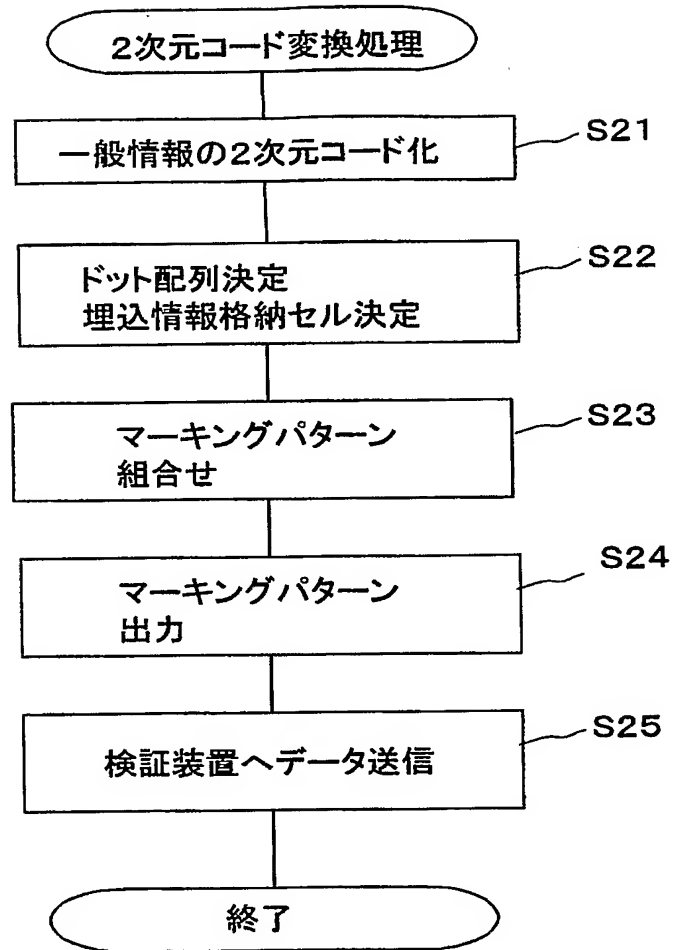 2次元コード変換処理
一般情報の2次元コード化
S21
ドット配列決定
埋込情報格納セル決定
S22
マーキングパターン
組合せ
S23
マーキングパターン
出力
S24
検証装置へデータ送信
S25
終了